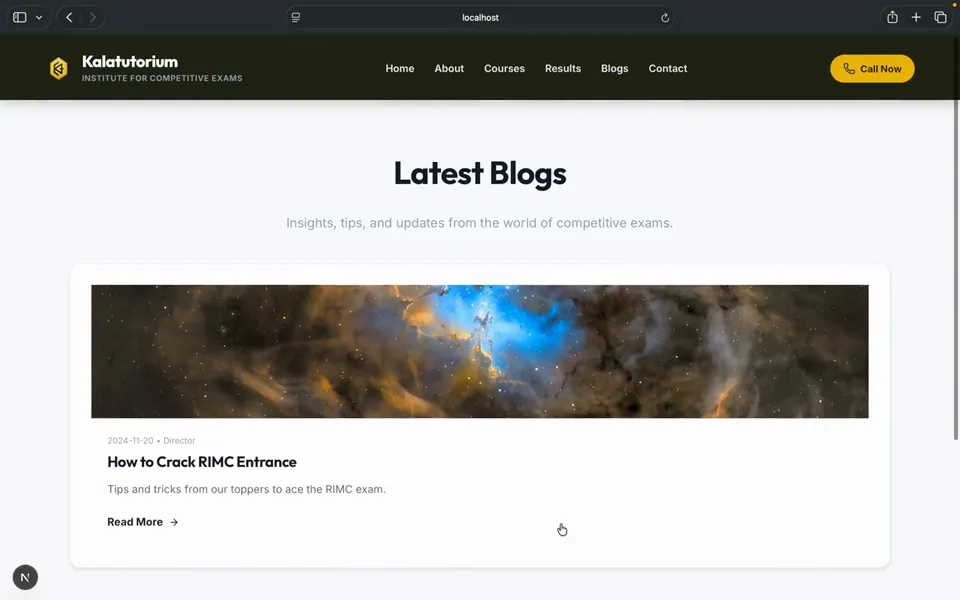 localhost
Kalatutorium
INSTITUTE FOR COMPETITIVE EXAMS
Home About Courses Results Blogs Contact
Call Now
Latest Blogs
Insights, tips, and updates from the world of competitive exams.
2024-11-20 • Director
How to Crack RIMC Entrance
Tips and tricks from our toppers to ace the RIMC exam.
Read More →
N